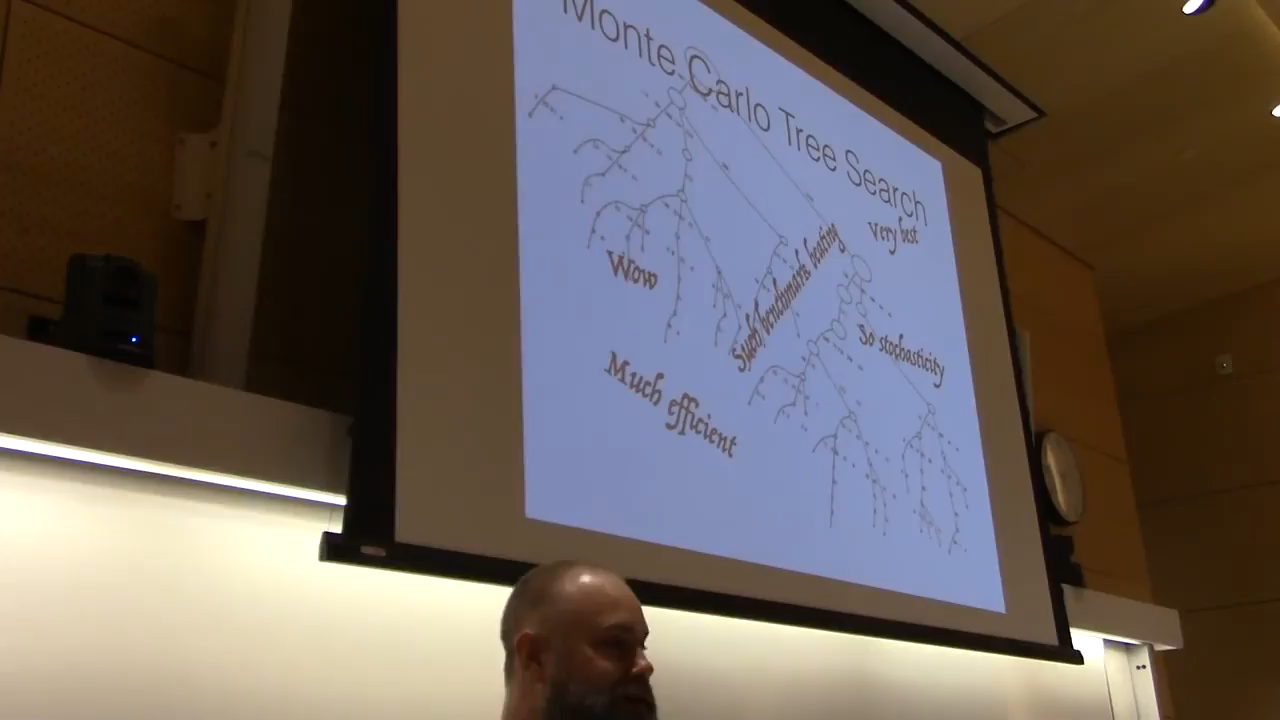 Monte Carlo Tree Search
very best
Wow
Such benchmark beating
So stochasticity
Much efficient